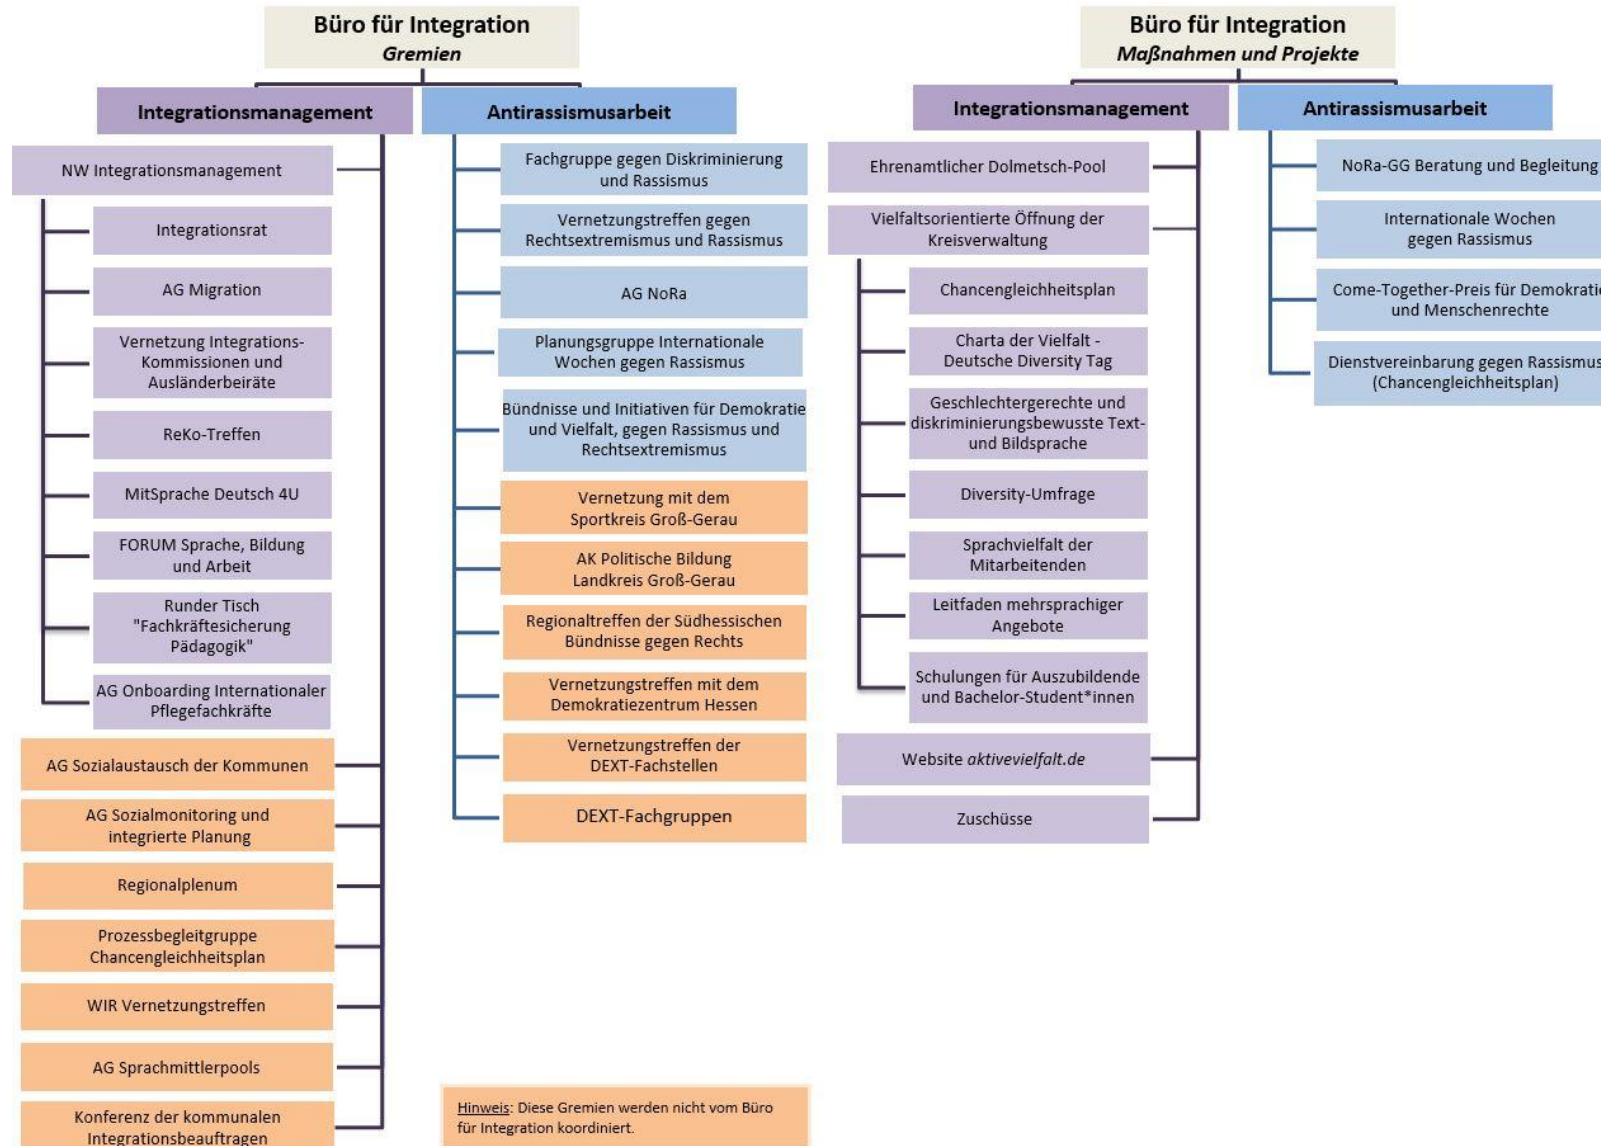 Büro für Integration
Gremien
Integrationsmanagement
NW Integrationsmanagement
Integrationsrat
AG Migration
Vernetzung Integrations-
Kommissionen und
Ausländerbeiräte
ReKo-Treffen
MitSprache Deutsch 4U
FORUM Sprache, Bildung
und Arbeit
Runder Tisch
"Fachkräftesicherung
Pädagogik"
AG Onboarding Internationaler
Pflegefachkräfte
AG Sozialaustausch der Kommunen
AG Sozialmonitoring und
integrierte Planung
Regionalplenum
Prozessbegleitgruppe
Chancengleichheitsplan
WIR Vernetzungstreffen
AG Sprachmittlerpools
Konferenz der kommunalen
Integrationsbeauftragen
Antirassismusarbeit
Fachgruppe gegen Diskriminierung
und Rassismus
Vernetzungstreffen gegen
Rechtsextremismus und Rassismus
AG NoRa
Planungsgruppe Internationale
Wochen gegen Rassismus
Bündnisse und Initiativen für Demokratie
und Vielfalt, gegen Rassismus und
Rechtsextremismus
Vernetzung mit dem
Sportkreis Groß-Gerau
AK Politische Bildung
Landkreis Groß-Gerau
Regionaltreffen der Südhessischen
Bündnisse gegen Rechts
Vernetzungstreffen mit dem
Demokratiezentrum Hessen
Vernetzungstreffen der
DEXT-Fachstellen
DEXT-Fachgruppen
Hinweis: Diese Gremien werden nicht vom Büro
für Integration koordiniert.
Büro für Integration
Maßnahmen und Projekte
Integrationsmanagement
Ehrenamtlicher Dolmetsch-Pool
Vielfaltsorientierte Öffnung der
Kreisverwaltung
Chancengleichheitsplan
Charta der Vielfalt -
Deutsche Diversity Tag
Geschlechtergerechte und
diskriminierungsbewusste Text-
und Bildsprache
Diversity-Umfrage
Sprachvielfalt der
Mitarbeitenden
Leitfaden mehrsprachiger
Angebote
Schulungen für Auszubildende
und Bachelor-Student*innen
Website aktivevielfalt.de
Zuschüsse
Antirassismusarbeit
NoRa-GG Beratung und Begleitung
Internationale Wochen
gegen Rassismus
Come-Together-Preis für Demokratie
und Menschenrechte
Dienstvereinbarung gegen Rassismus
(Chancengleichheitsplan)